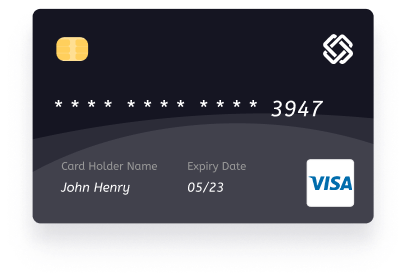 * * * * * * * * * * * * 3947
Card Holder Name Expiry Date
John Henry 05/23
VISA